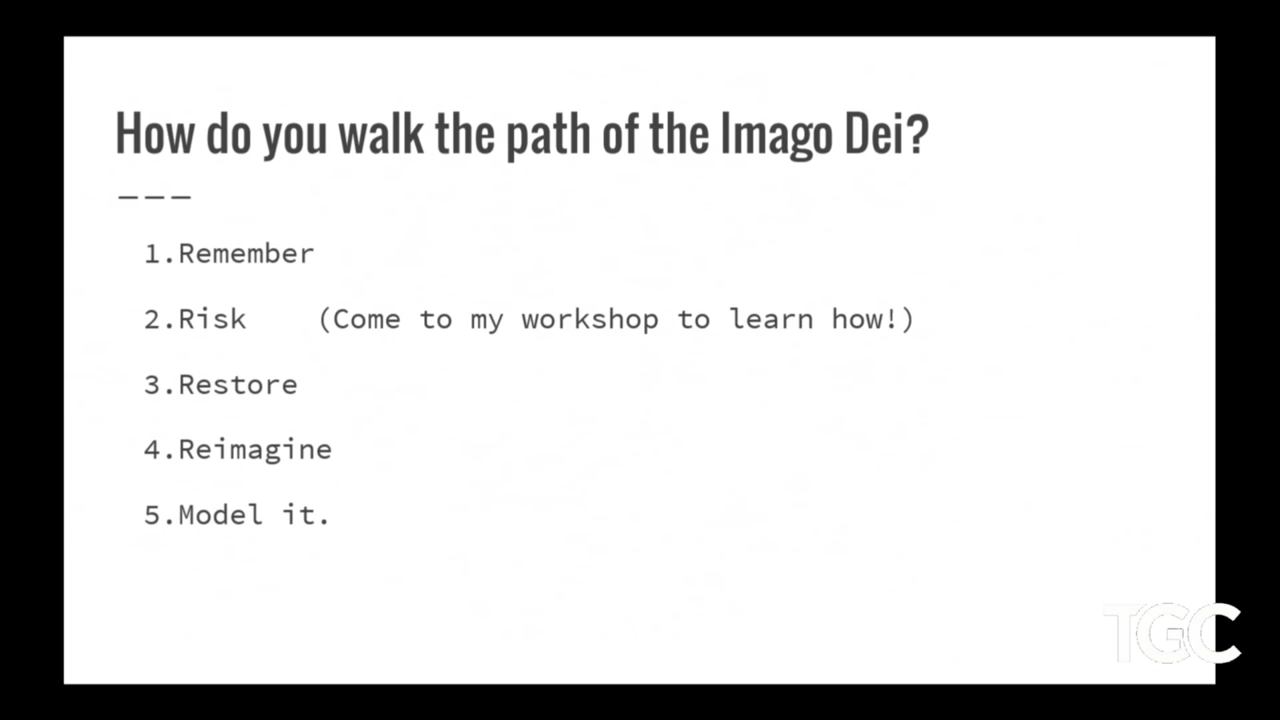 How do you walk the path of the Imago Dei?
———
1.Remember
2.Risk (Come to my workshop to learn how!)
3.Restore
4.Reimagine
5.Model it.
TGC